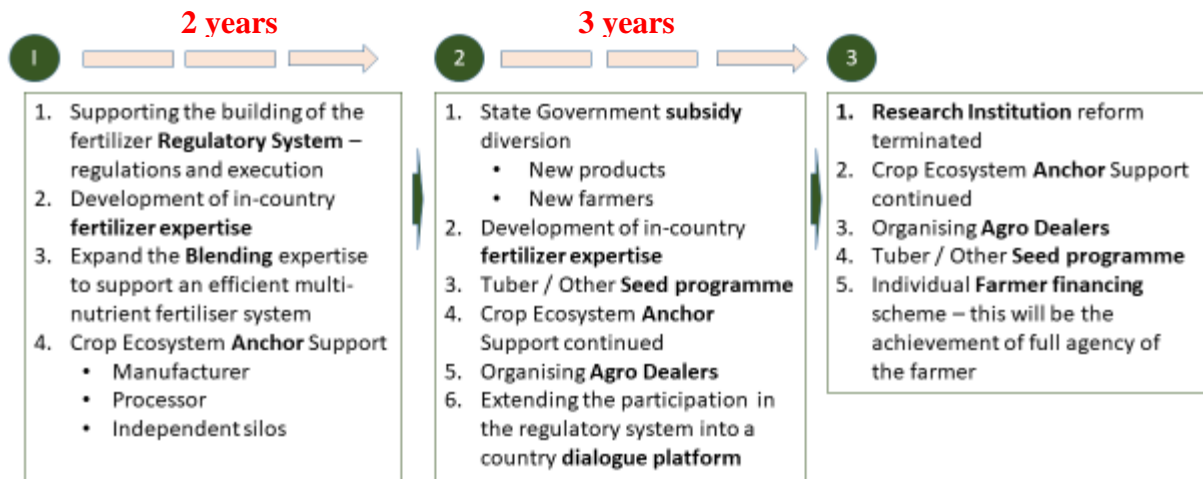 2 years
3 years
1
2
3
1. Supporting the building of the
fertilizer Regulatory System –
regulations and execution
2. Development of in-country
fertilizer expertise
3. Expand the Blending expertise
to support an efficient multi-
nutrient fertiliser system
4. Crop Ecosystem Anchor Support
• Manufacturer
• Processor
• Independent silos
1. State Government subsidy
diversion
• New products
• New farmers
2. Development of in-country
fertilizer expertise
3. Tuber / Other Seed programme
4. Crop Ecosystem Anchor
Support continued
5. Organising Agro Dealers
6. Extending the participation in
the regulatory system into a
country dialogue platform
1. Research Institution reform
terminated
2. Crop Ecosystem Anchor Support
continued
3. Organising Agro Dealers
4. Tuber / Other Seed programme
5. Individual Farmer financing
scheme – this will be the
achievement of full agency of
the farmer